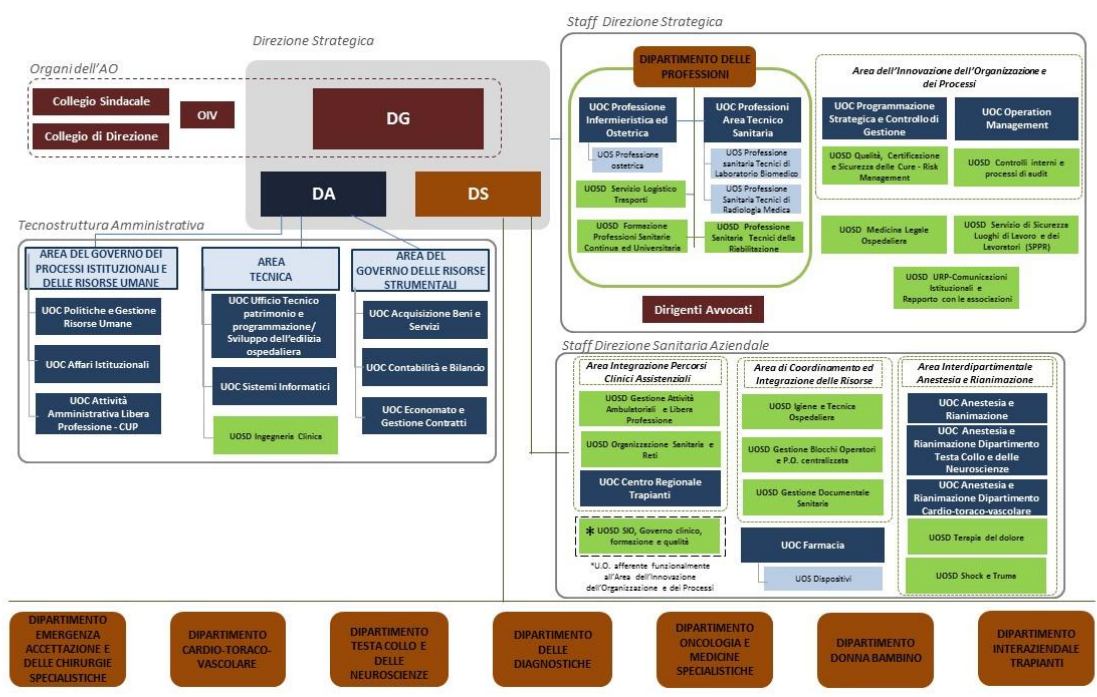 Staff Direzione Strategica
Direzione Strategica
Organi dell'AO
Collegio Sindacale
Collegio di Direzione
OIV
DG
DA
DS
DIPARTIMENTO DELLE
PROFESSIONI
UOC Professione
Infermieristica ed
Ostetrica
UOS Professione
ostetrica
UOSD Servizio Logistico
Trasporti
UOSD Formazione
Professioni Sanitarie
Continua ed Universitarie
UOC Professioni
Area Tecnico
Sanitaria
UOS Professione
sanitaria Tecnici di
Laboratorio Biomedico
UOS Professione
Sanitaria Tecnici di
Radiologia Medica
UOSD Professione
Sanitaria Tecnici della
Riabilitazione
Area dell'Innovazione dell'Organizzazione e
dei Processi
UOC Programmazione
Strategica e Controllo di
Gestione
UOC Operation
Management
UOSD Qualità, Certificazione
e Sicurezza delle Cure - Risk
Management
UOSD Controlli interni e
processi di audit
UOSD Medicina Legale
Ospedaliera
UOSD Servizio di Sicurezza
Luoghi di Lavoro e dei
Lavoratori (SPPR)
UOSD URP-Comunicazioni
Istituzionali e
Rapporto con le associazioni
Dirigenti Avvocati
Tecnostruttura Amministrativa
AREA DEL GOVERNO DEI
PROCESSI ISTITUZIONALI E
DELLE RISORSE UMANE
UOC Politiche e Gestione
Risorse Umane
UOC Affari Istituzionali
UOC Attività
Amministrativa Libera
Professione - CUP
AREA
TECNICA
UOC Ufficio Tecnico
patrimonio e
programmazione/
Sviluppo dell'edilizia
ospedaliera
UOC Sistemi Informatici
UOSD Ingegneria Clinica
AREA DEL
GOVERNO DELLE RISORSE
STRUMENTALI
UOC Acquisizione Beni e
Servizi
UOC Contabilità e Bilancio
UOC Economato e
Gestione Contratti
Staff Direzione Sanitaria Aziendale
Area Integrazione Percorsi
Clinici Assistenziali
UOSD Gestione Attività
Ambulatoriali e Libera
Professione
UOSD Organizzazione Sanitaria e
Reti
UOC Centro Regionale
Trapianti
* UOSD SIO, Governo clinico,
formazione e qualità
*U.O. afferente funzionalmente
all'Area dell'Innovazione
dell'Organizzazione e dei Processi
Area di Coordinamento ed
Integrazione delle Risorse
UOSD Igiene e Tecnica
Ospedaliera
UOSD Gestione Blocchi Operatori
e P.O. centralizzata
UOSD Gestione Documentale
Sanitaria
UOC Farmacia
UOS Dispositivi
Area Interdipartimentale
Anestesia e Rianimazione
UOC Anestesia e
Rianimazione
UOC Anestesia e
Rianimazione Dipartimento
Testa Collo e delle
Neuroscienze
UOC Anestesia e
Rianimazione Dipartimento
Cardio-toraco-vascolare
UOSD Terapia del dolore
UOSD Shock e Truma
DIPARTIMENTO
EMERGENZA
ACCETTAZIONE E
DELLE CHIRURGIE
SPECIALISTICHE
DIPARTIMENTO
CARDIO-TORACO-
VASCOLARE
DIPARTIMENTO
TESTA COLLO E
DELLE
NEUROSCIENZE
DIPARTIMENTO
DELLE
DIAGNOSTICHE
DIPARTIMENTO
ONCOLOGIA E
MEDICINE
SPECIALISTICHE
DIPARTIMENTO
DONNA BAMBINO
DIPARTIMENTO
INTERAZIENDALE
TRAPIANTI